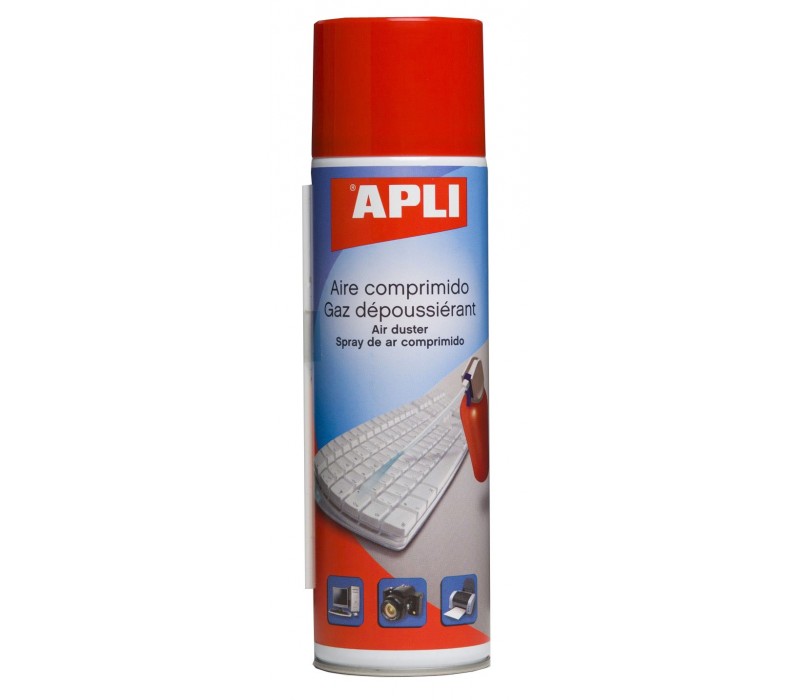 ® APLI
Aire comprimido
Gaz dépoussiérant
Air duster
Spray de ar comprimido